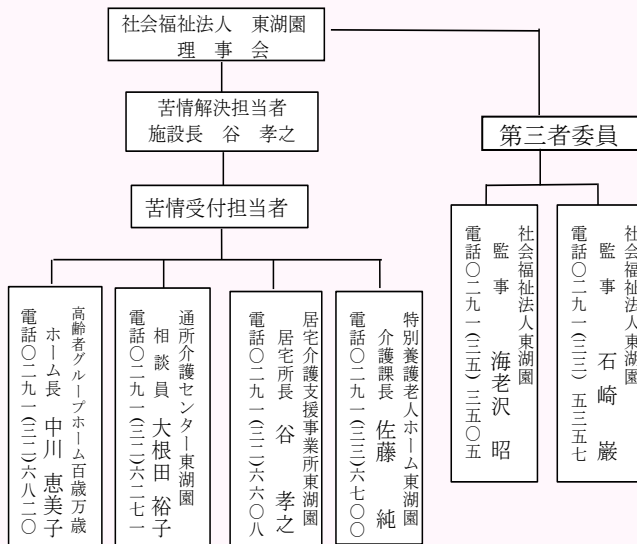 社会福祉法人　東湖園
理　事　会
苦情解決担当者
施設長　谷　孝之
第三者委員
苦情受付担当者
社会福祉法人東湖園
監　事　石崎　巌
電話〇二九一(三三)五三五七
社会福祉法人東湖園
監　事　海老沢　昭
電話〇二九一(三五)三五〇五
特別養護老人ホーム東湖園
介護課長　佐藤　純
電話〇二九一(三三)六七〇〇
居宅介護支援事業所東湖園
居宅所長　谷　孝之
電話〇二九一(三二)六六〇八
通所介護センター東湖園
相談員　大根田　裕子
電話〇二九一(三二)六二七一
高齢者グループホーム百歳万歳
ホーム長　中川　恵美子
電話〇二九一(三二)六八二〇